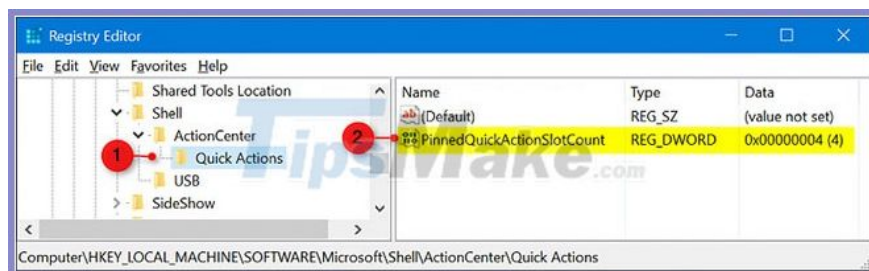 Registry Editor
File Edit View Favorites Help
Shared Tools Location
Shell
ActionCenter
1
Quick Actions
USB
SideShow
Name Type Data
(Default) REG_SZ (value not set)
2 PinnedQuickActionSlotCount REG_DWORD 0x00000004 (4)
TipsMake.com
Computer\HKEY_LOCAL_MACHINE\SOFTWARE\Microsoft\Shell\ActionCenter\Quick Actions